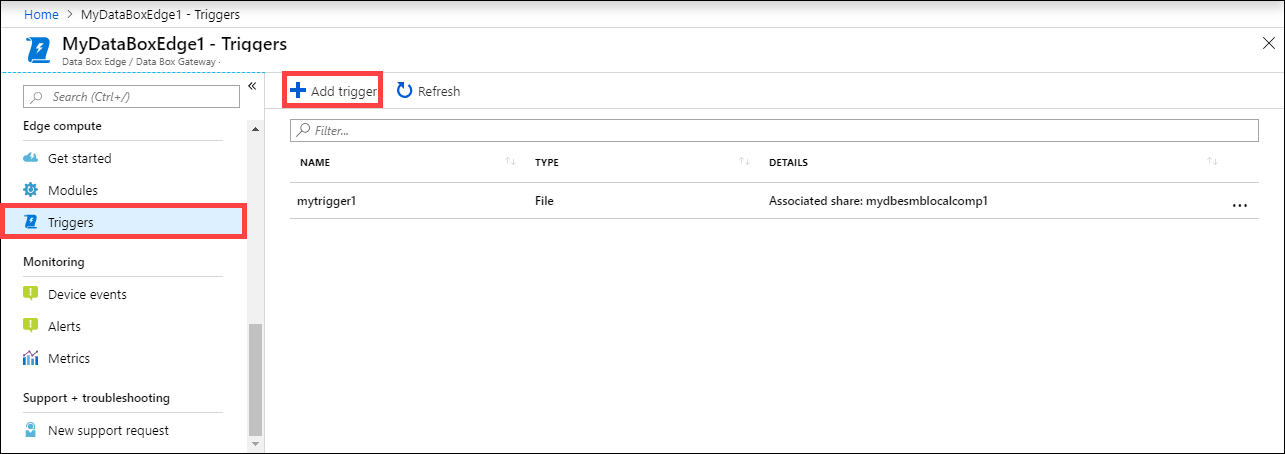 Home > MyDataBoxEdge1 - Triggers
MyDataBoxEdge1 - Triggers
Data Box Edge / Data Box Gateway
Search (Ctrl+/)
Edge compute
Get started
Modules
Triggers
Monitoring
Device events
Alerts
Metrics
Support + troubleshooting
New support request
Add trigger Refresh
Filter...
NAME TYPE DETAILS
mytrigger1 File Associated share: mydbesmblocalcomp1